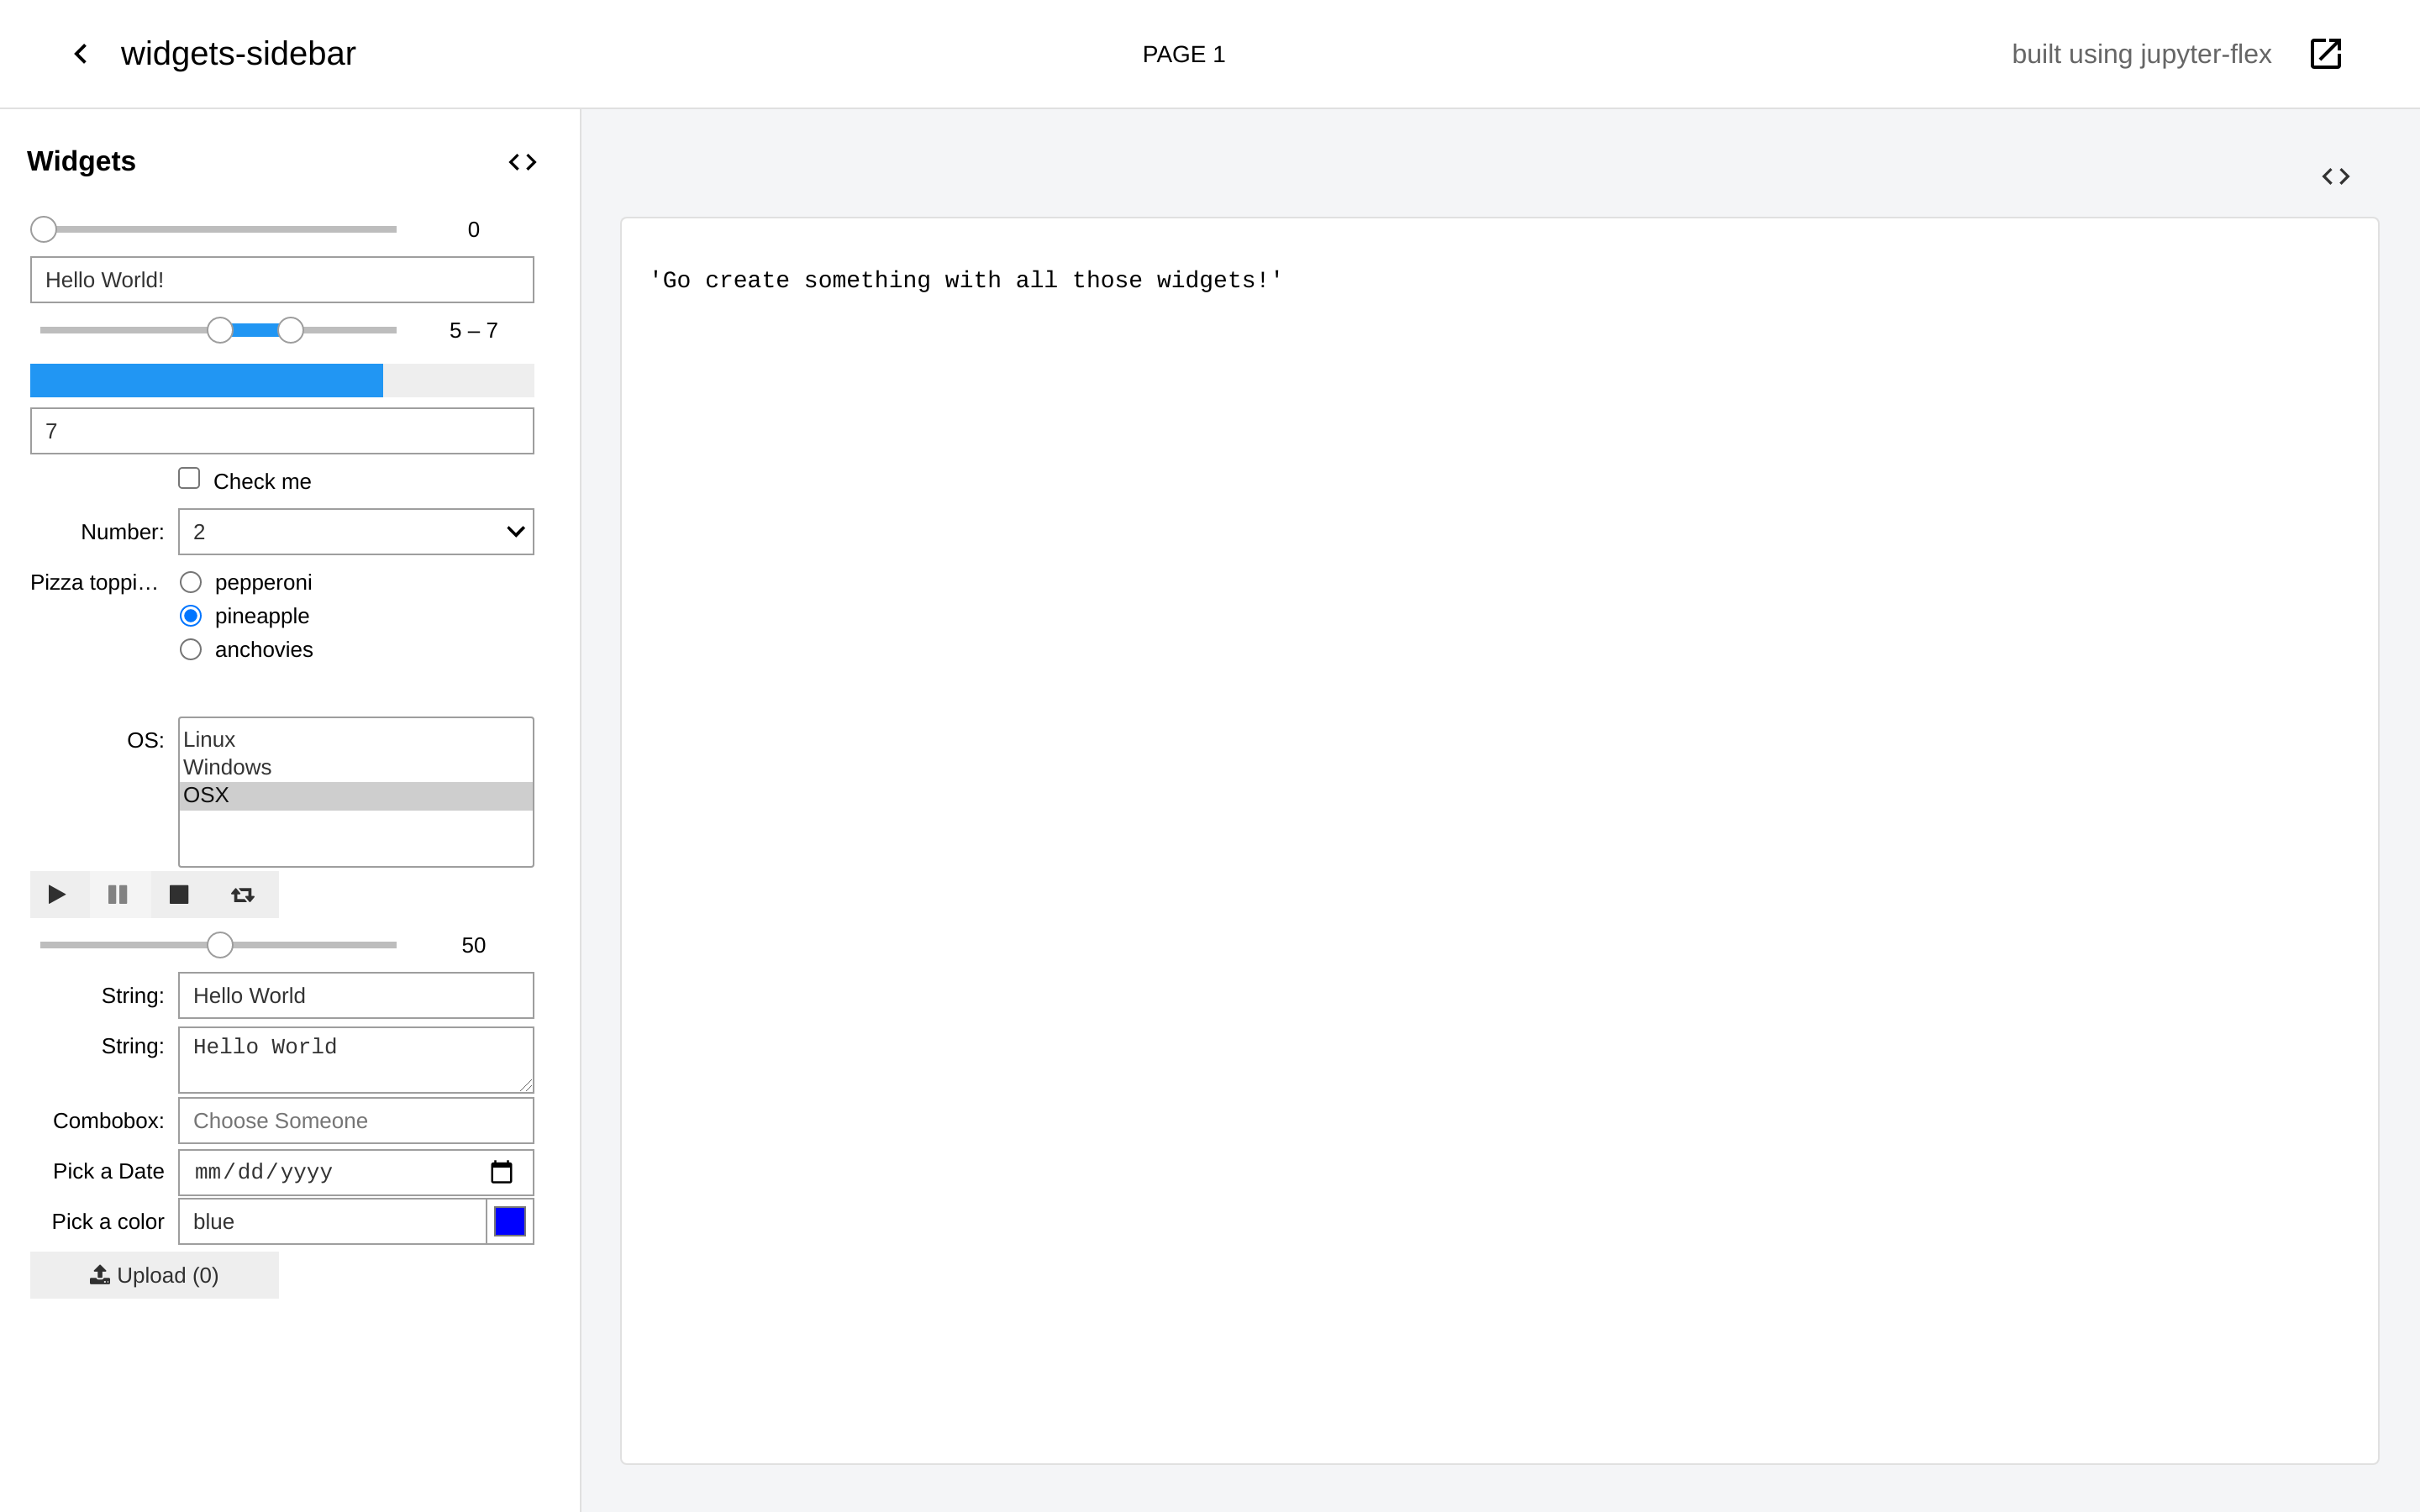 widgets-sidebar
PAGE 1
built using jupyter-flex
Widgets
0
Hello World!
5 – 7
7
Check me
Number: 2
Pizza toppi… pepperoni
pineapple
anchovies
OS: Linux
Windows
OSX
50
String: Hello World
String: Hello World
Combobox: Choose Someone
Pick a Date mm/dd/yyyy
Pick a color blue
Upload (0)
'Go create something with all those widgets!'